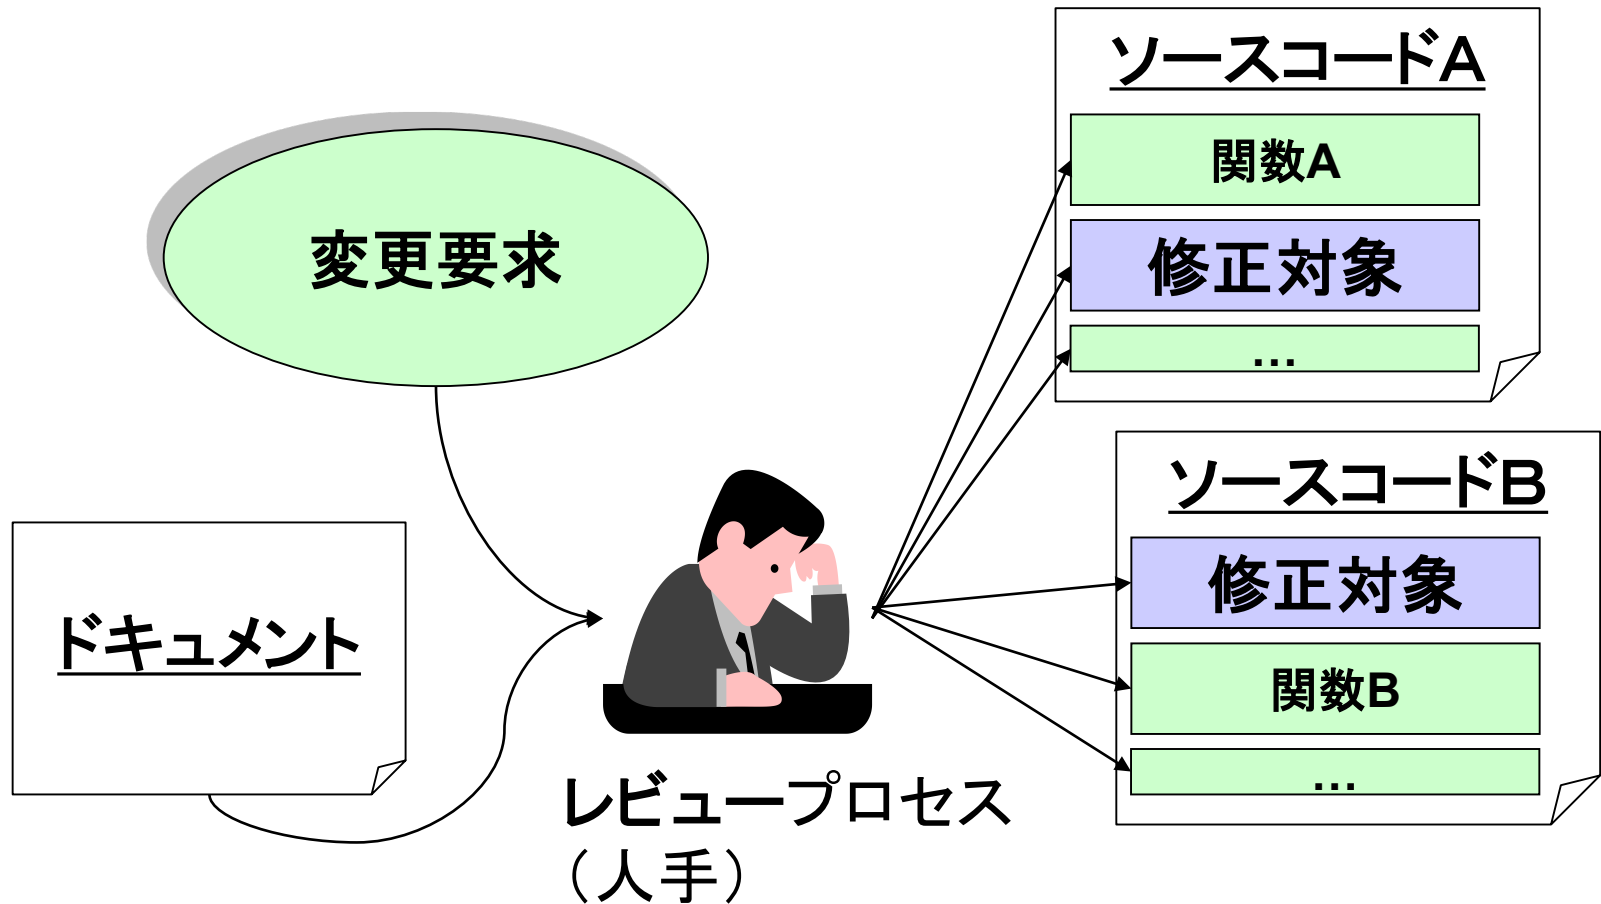 変更要求
ドキュメント
レビュープロセス
（人手）
ソースコードA
関数A
修正対象
…
ソースコードB
修正対象
関数B
…